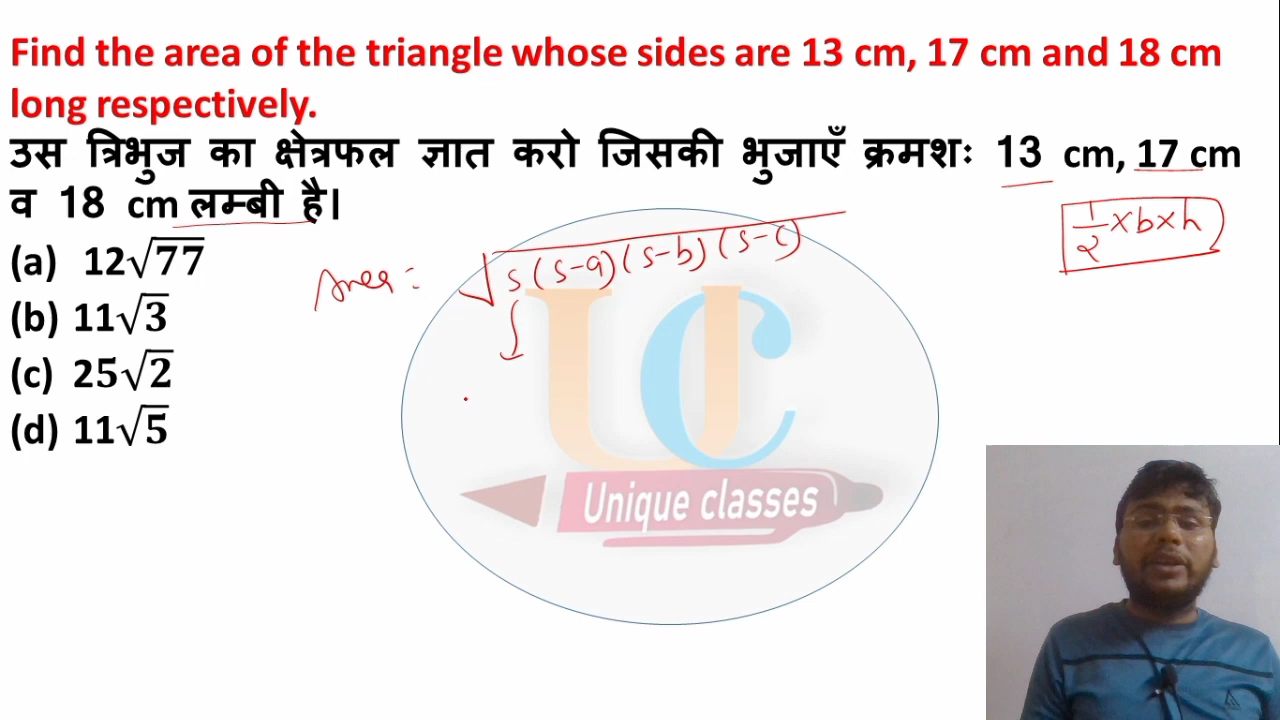 Find the area of the triangle whose sides are 13 cm, 17 cm and 18 cm
long respectively.
उस त्रिभुज का क्षेत्रफल ज्ञात करो जिसकी भुजाएँ क्रमशः 13 cm, 17 cm
व 18 cm लम्बी है।
(a) 12√77
(b) 11√3
(c) 25√2
(d) 11√5
Area: √s(s-a)(s-b)(s-c)
1/2 ×b×h
UC
Unique classes